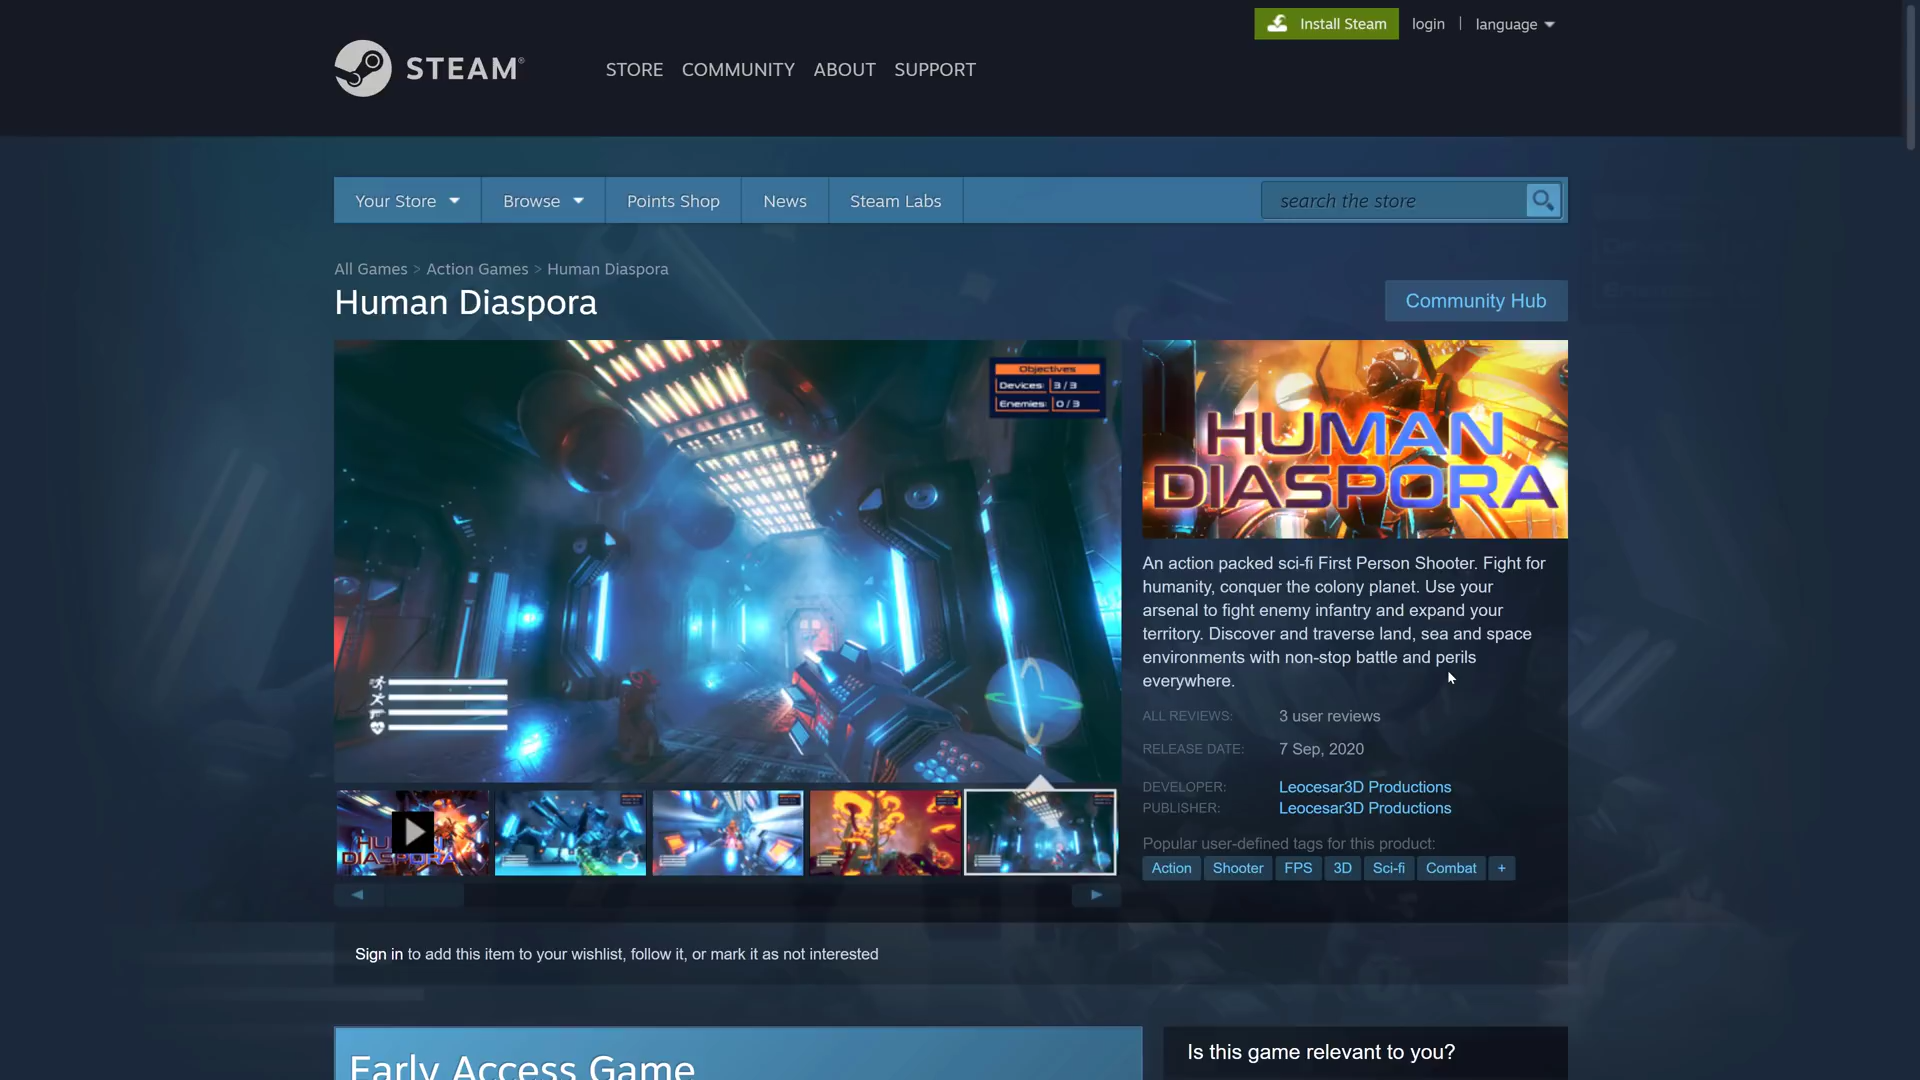 Install Steam
login
language
STEAM®
STORE
COMMUNITY
ABOUT
SUPPORT
Your Store
Browse
Points Shop
News
Steam Labs
search the store
All Games > Action Games > Human Diaspora
Human Diaspora
Community Hub
Objectives
Devices: 3 / 3
Enemies: 0 / 3
HUMAN
DIASPORA
An action packed sci-fi First Person Shooter. Fight for
humanity, conquer the colony planet. Use your
arsenal to fight enemy infantry and expand your
territory. Discover and traverse land, sea and space
environments with non-stop battle and perils
everywhere.
ALL REVIEWS: 3 user reviews
RELEASE DATE: 7 Sep, 2020
DEVELOPER: Leocesar3D Productions
PUBLISHER: Leocesar3D Productions
Popular user-defined tags for this product:
Action
Shooter
FPS
3D
Sci-fi
Combat
+
Sign in to add this item to your wishlist, follow it, or mark it as not interested
Early Access Game
Is this game relevant to you?